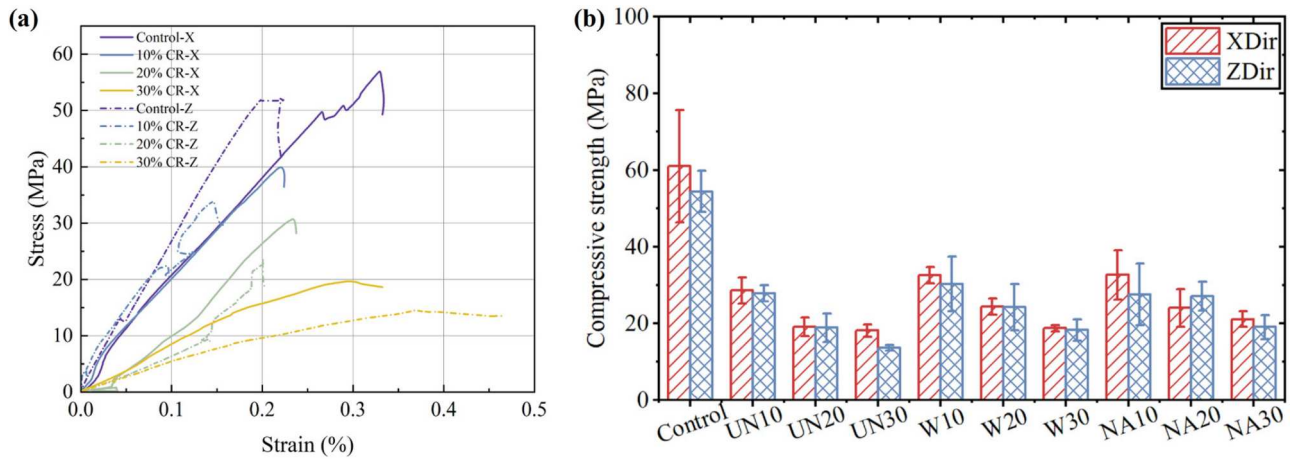 (a)
Control-X
10% CR-X
20% CR-X
30% CR-X
Control-Z
10% CR-Z
20% CR-Z
30% CR-Z
Stress (MPa)
60
50
40
30
20
10
0
0.0 0.1 0.2 0.3 0.4 0.5
Strain (%)
(b)
XDir
ZDir
Compressive strength (MPa)
100
80
60
40
20
0
Control UN10 UN20 UN30 W10 W20 W30 NA10 NA20 NA30